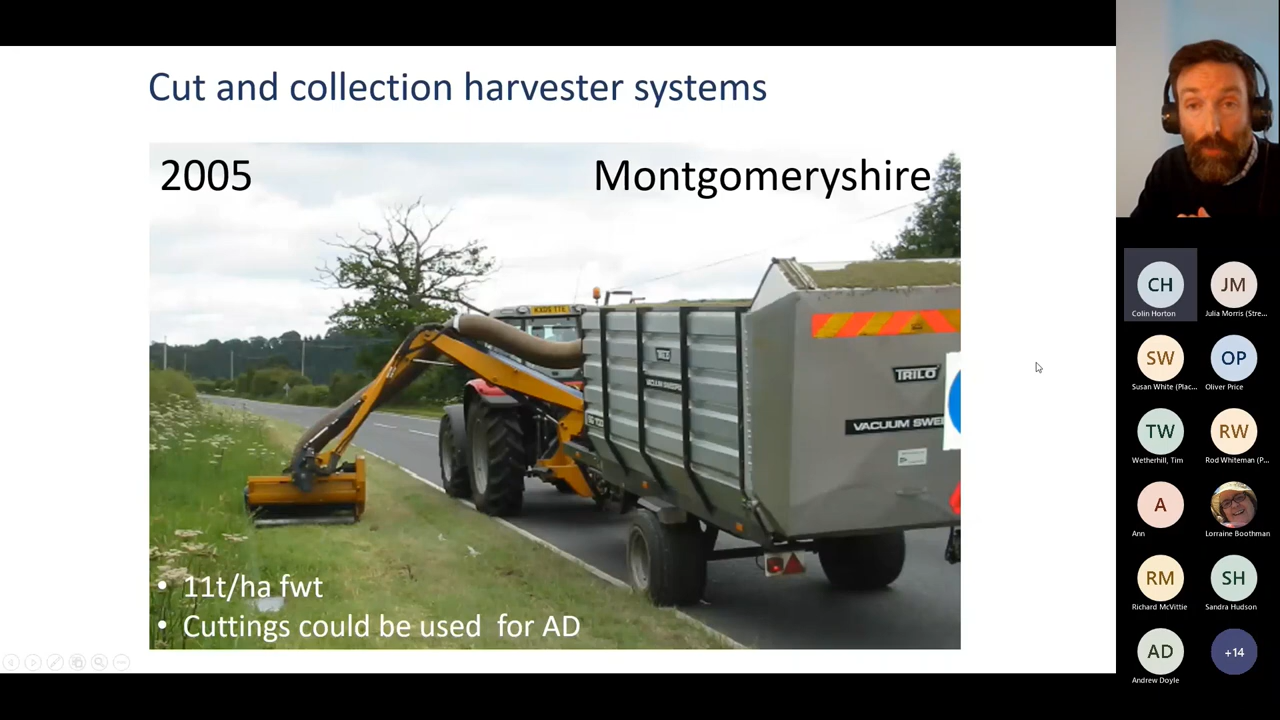 Cut and collection harvester systems
2005
Montgomeryshire
TRILO
VACUUM SWE
• 11t/ha fwt
• Cuttings could be used for AD
CH
JM
Colin Horton
Julia Morris (Stre...
SW
OP
Susan White (Plac...
Oliver Price
TW
RW
Wetherhill, Tim
Rod Whiteman (P...
A
Ann
Lorraine Boothman
RM
SH
Richard McVittie
Sandra Hudson
AD
+14
Andrew Doyle